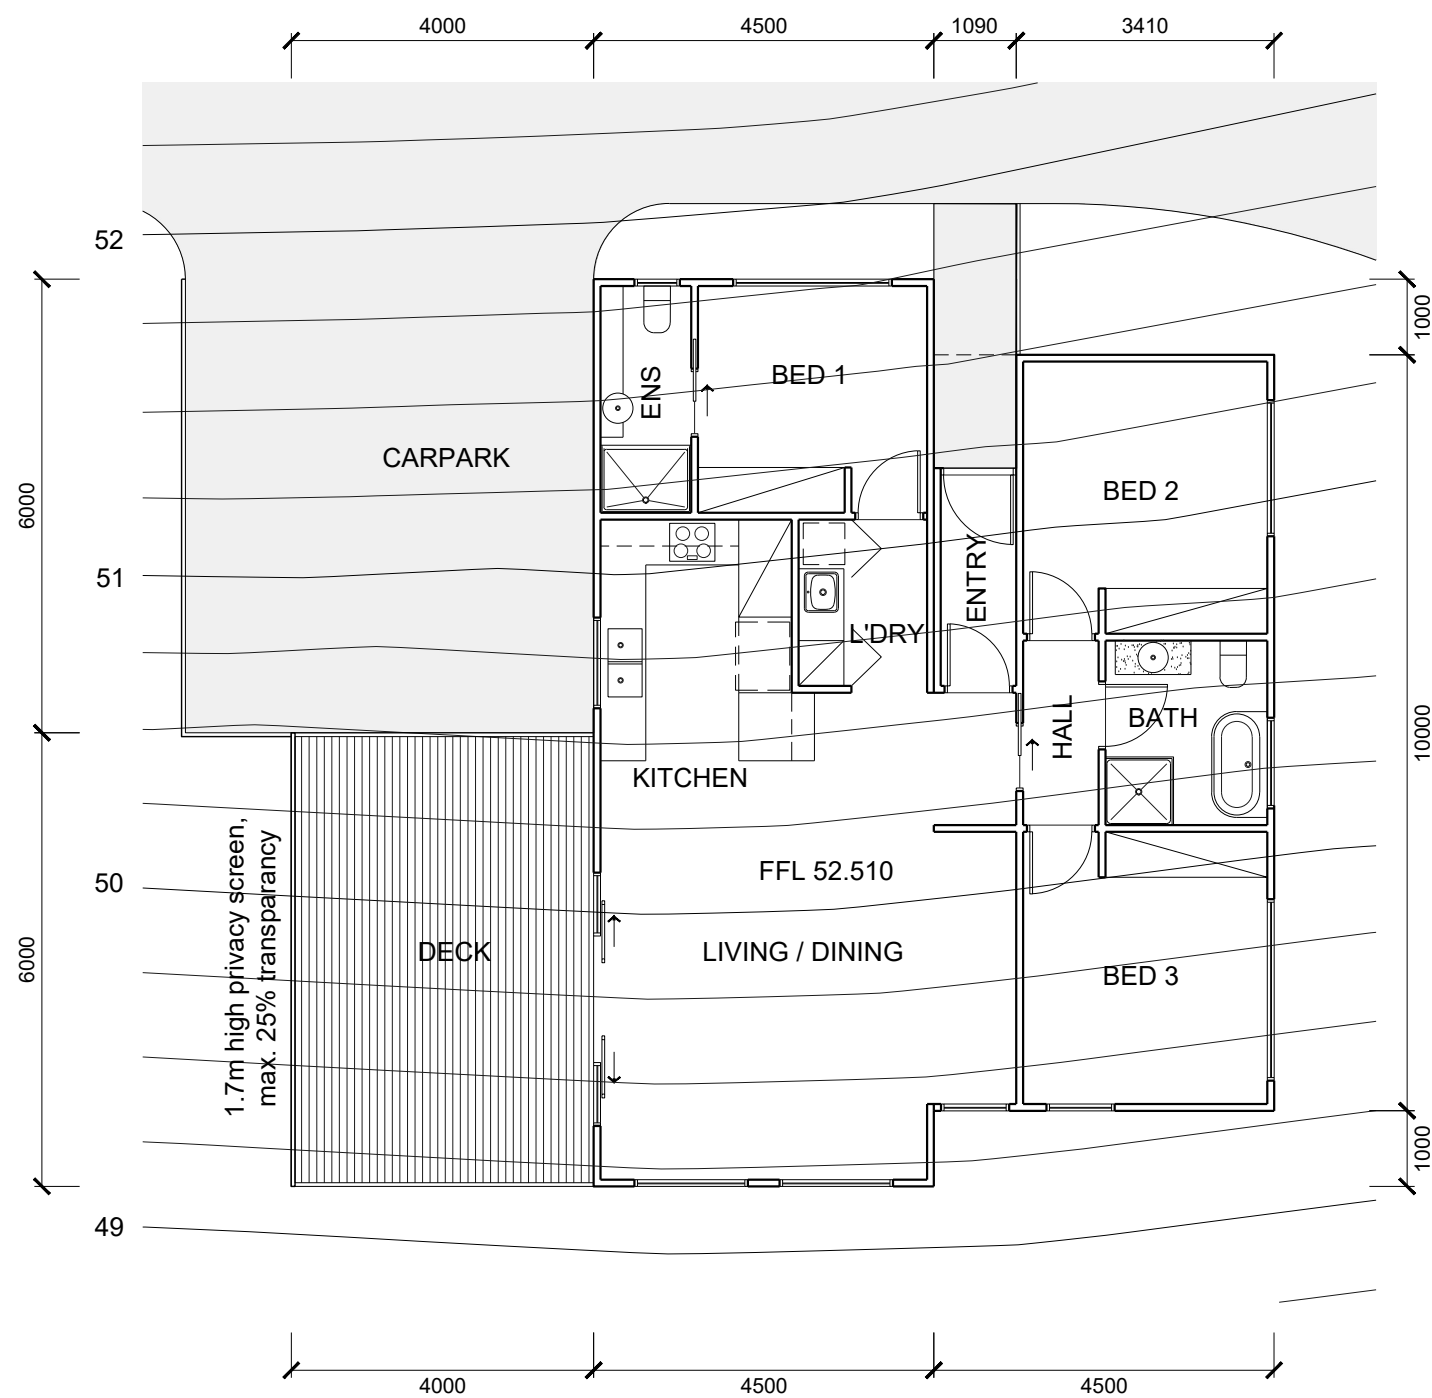 4000
4500
1090
3410
52
1000
BED 1
ENS
CARPARK
BED 2
6000
51
ENTRY
L'DRY
HALL
BATH
10000
KITCHEN
1.7m high privacy screen,
max. 25% transparancy
FFL 52.510
50
DECK
LIVING / DINING
6000
BED 3
1000
49
4000
4500
4500